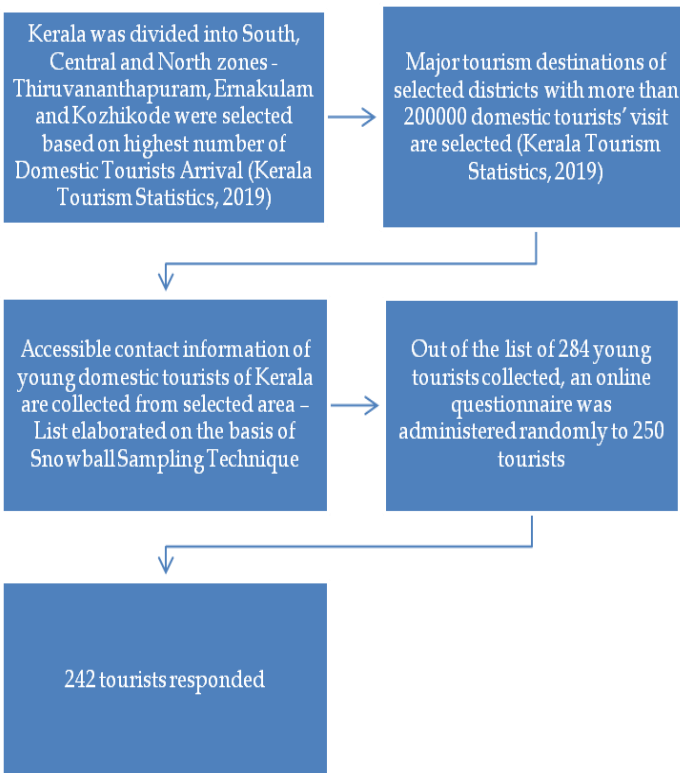 Kerala was divided into South,
Central and North zones -
Thiruvananthapuram, Ernakulam
and Kozhikode were selected
based on highest number of
Domestic Tourists Arrival (Kerala
Tourism Statistics, 2019)
Major tourism destinations of
selected districts with more than
200000 domestic tourists' visit
are selected (Kerala Tourism
Statistics, 2019)
Accessible contact information of
young domestic tourists of Kerala
are collected from selected area –
List elaborated on the basis of
Snowball Sampling Technique
Out of the list of 284 young
tourists collected, an online
questionnaire was
administered randomly to 250
tourists
242 tourists responded